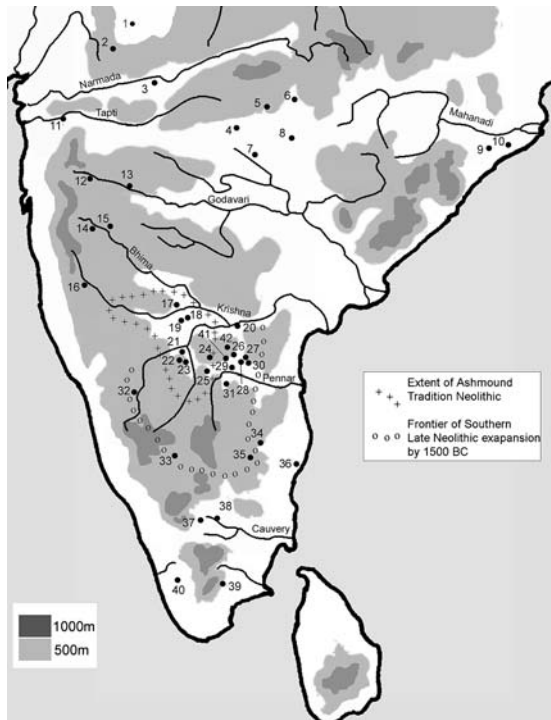 1
2
Narmada
3
5
6
Tapti
11
4
8
Mahanadi
7
9
10
12
13
Godavari
14
15
Bhima
16
17
Krishna
18
19
20
41
42
21
24
26
27
22
23
29
30
25
Pennar
28
31
32
34
33
35
36
37
38
Cauvery
40
39
Extent of Ashmound
Tradition Neolithic
Frontier of Southern
Late Neolithic exapansion
by 1500 BC
1000m
500m